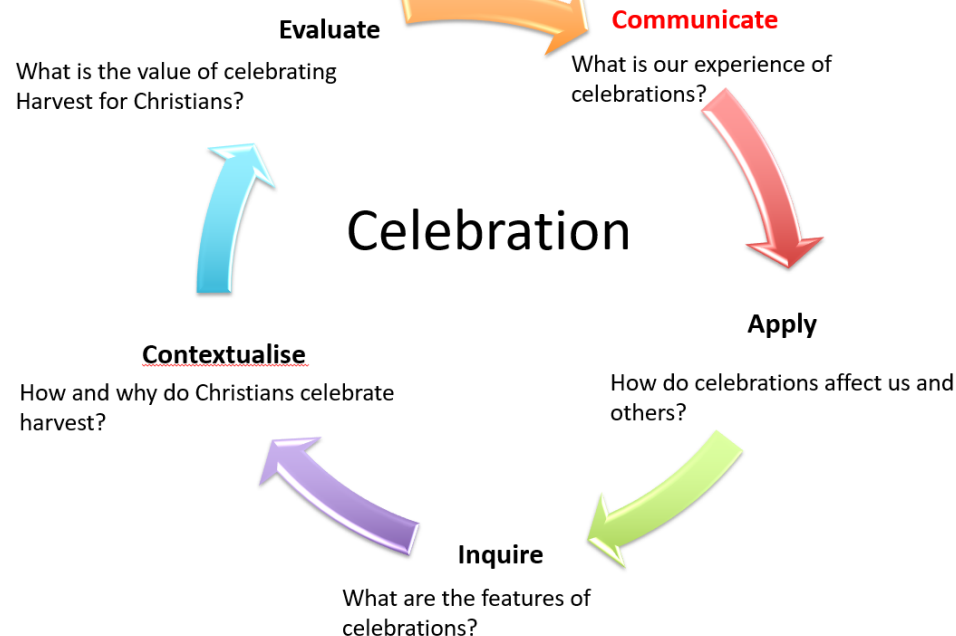 Evaluate
What is the value of celebrating
Harvest for Christians?
Communicate
What is our experience of
celebrations?
Celebration
Apply
How do celebrations affect us and
others?
Contextualise
How and why do Christians celebrate
harvest?
Inquire
What are the features of
celebrations?